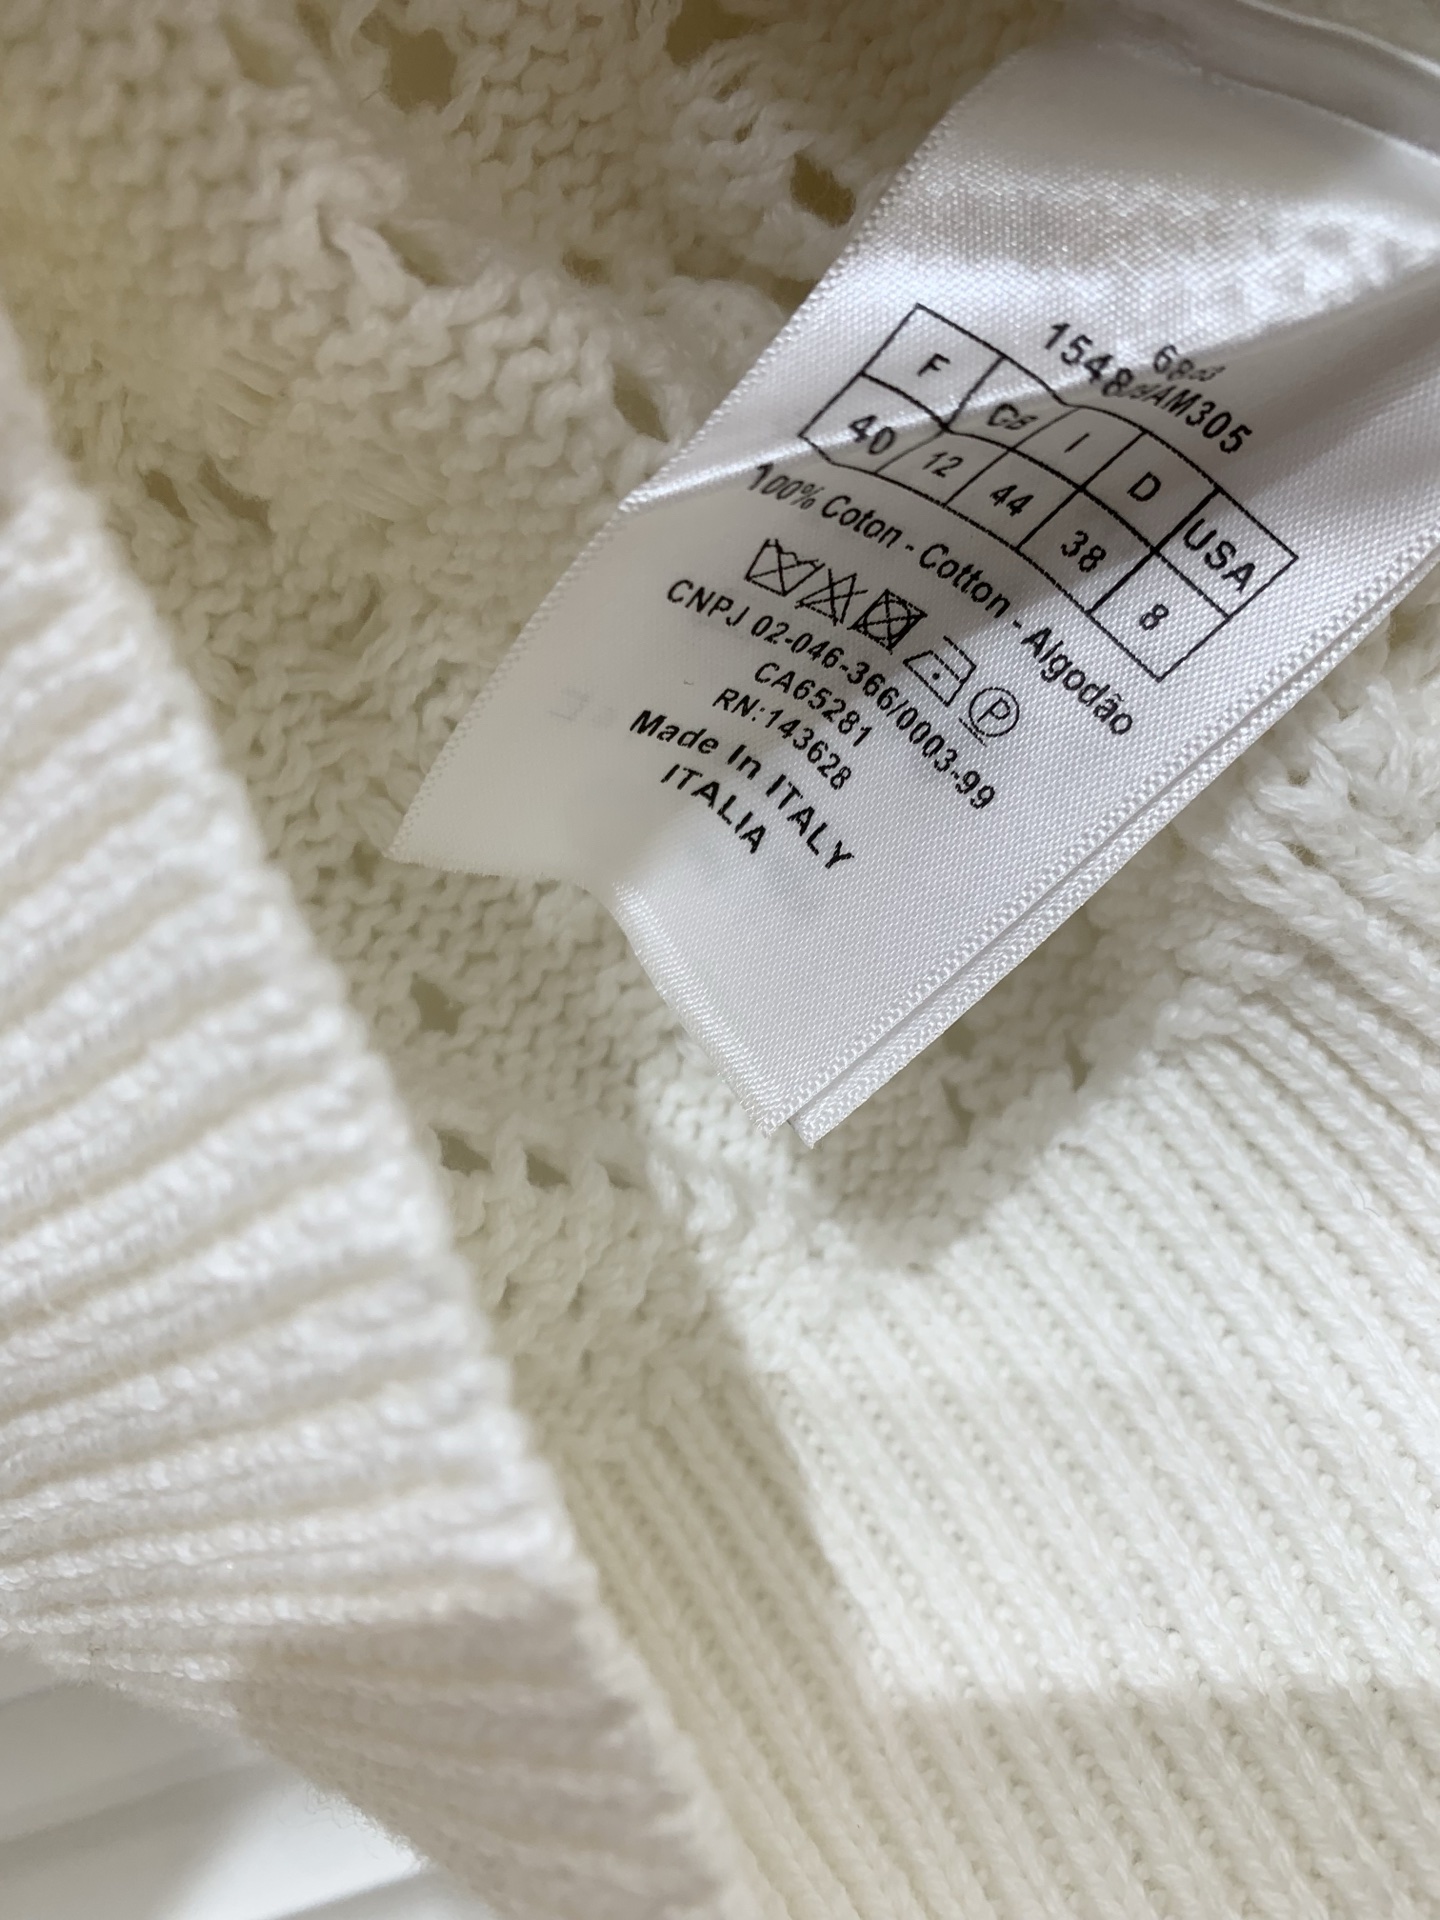 F GB I D USA
40 12 44 38 8
100% Coton - Cotton - Algodão
P
CNPJ 02-046-366/0003-99
CA65281
RN:143628
Made In ITALY
ITALIA